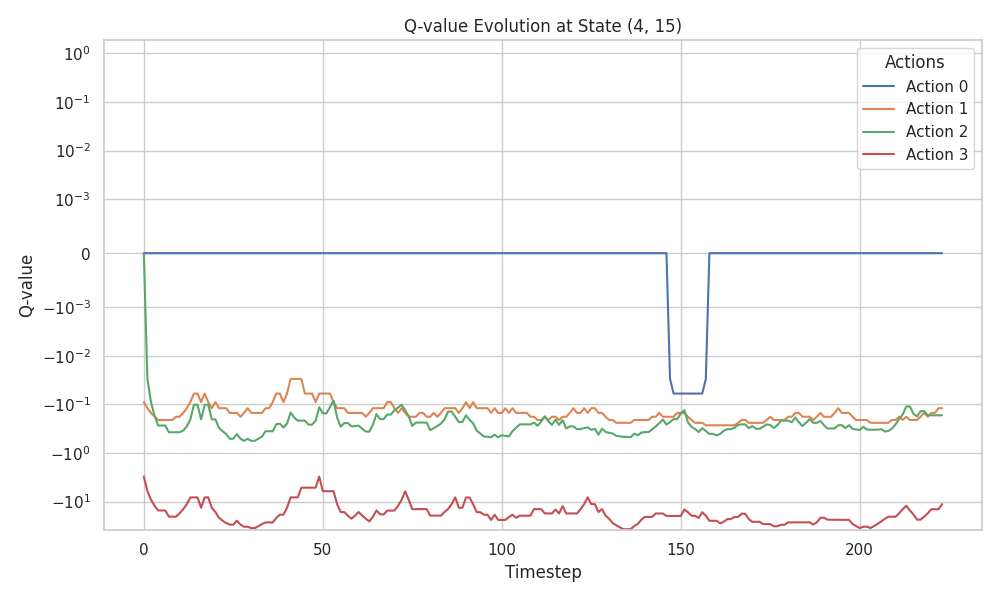 Q-value Evolution at State (4, 15)
Actions
Action 0
Action 1
Action 2
Action 3
Q-value
10⁰
10⁻¹
10⁻²
10⁻³
0
−10⁻³
−10⁻²
−10⁻¹
−10⁰
−10¹
0 50 100 150 200
Timestep